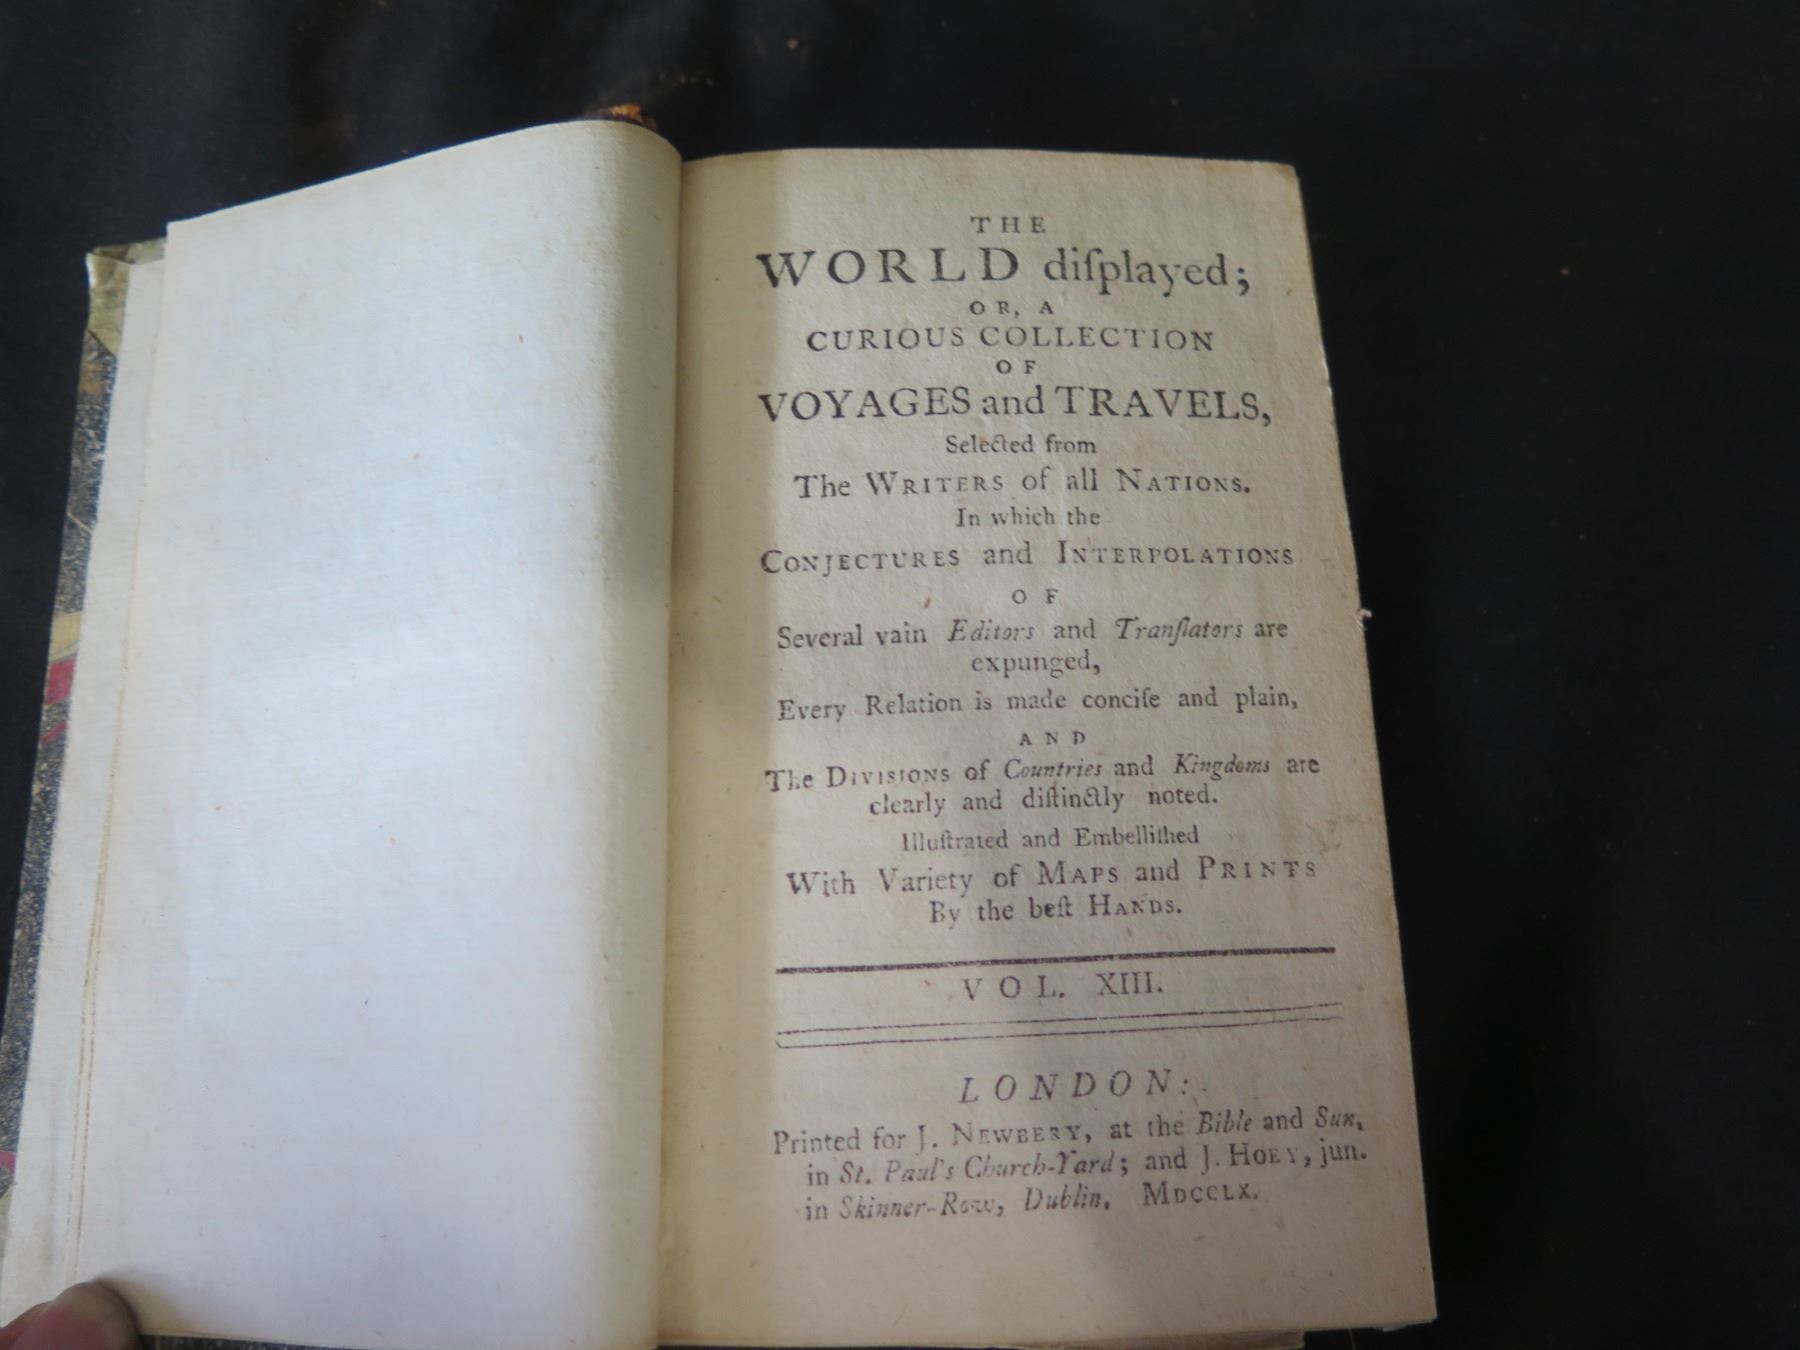 THE
WORLD diſplayed;
OR, A
CURIOUS COLLECTION
OF
VOYAGES and TRAVELS,
Selected from
The WRITERS of all NATIONS.
In which the
CONJECTURES and INTERPOLATIONS
OF
Several vain Editors and Tranſlators are
expunged,
Every Relation is made conciſe and plain,
AND
The DIVISIONS of Countries and Kingdoms are
clearly and diſtinctly noted.
Illuſtrated and Embelliſhed
With Variety of MAPS and PRINTS
By the beſt HANDS.
VOL. XIII.
LONDON:
Printed for J. NEWBERY, at the Bible and Sun,
in St. Paul's Church-Yard; and J. HOEY, jun.
in Skinner-Row, Dublin. MDCCLX.